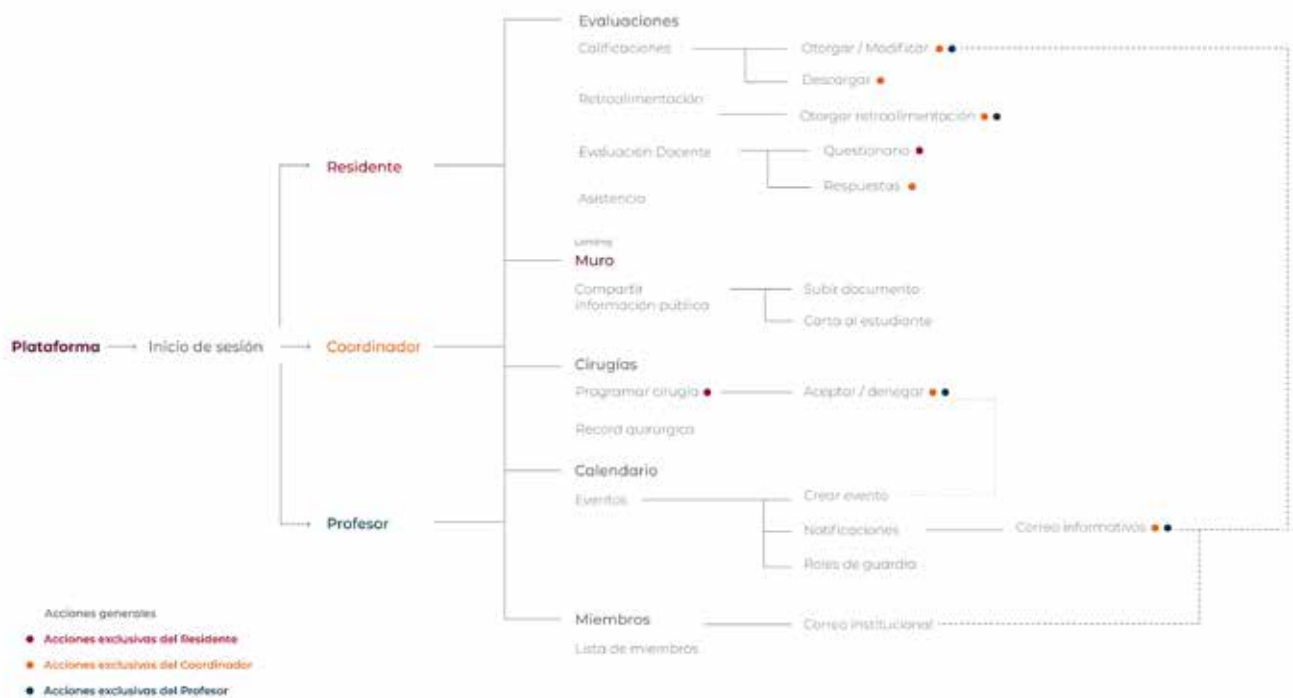 Evaluaciones
Calificaciones
Otorgar / Modificar
Descargar
Retroalimentación
Otorgar retroalimentación
Evaluación Docente
Questionario
Respuestas
Asistencia
Residente
Muro
Compartir
información pública
Subir documento
Carta al estudiante
Plataforma
Inicio de sesión
Coordinador
Cirugías
Programar cirugía
Aceptar / denegar
Record quirurgica
Calendario
Eventos
Crear evento
Notificaciones
Correo informativos
Roles de guardia
Profesor
Miembros
Correo institucional
Lista de miembros
Acciones generales
Acciones exclusivas del Residente
Acciones exclusivas del Coordinador
Acciones exclusivas del Profesor